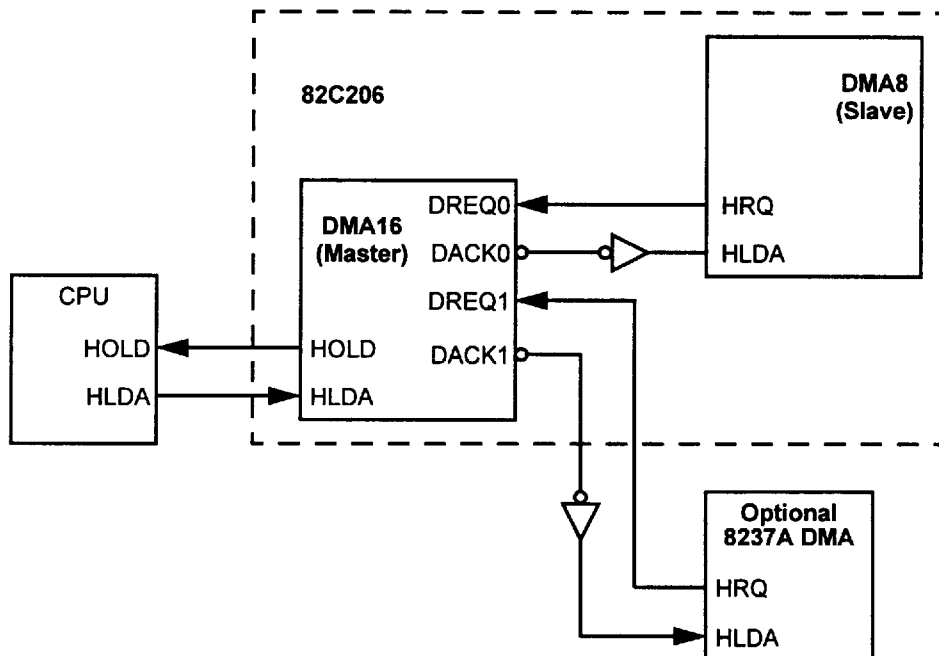 82C206
DMA8
(Slave)
HRQ
HLDA
DMA16
(Master)
DREQ0
DACK0
DREQ1
DACK1
HOLD
HLDA
CPU
HOLD
HLDA
Optional
8237A DMA
HRQ
HLDA